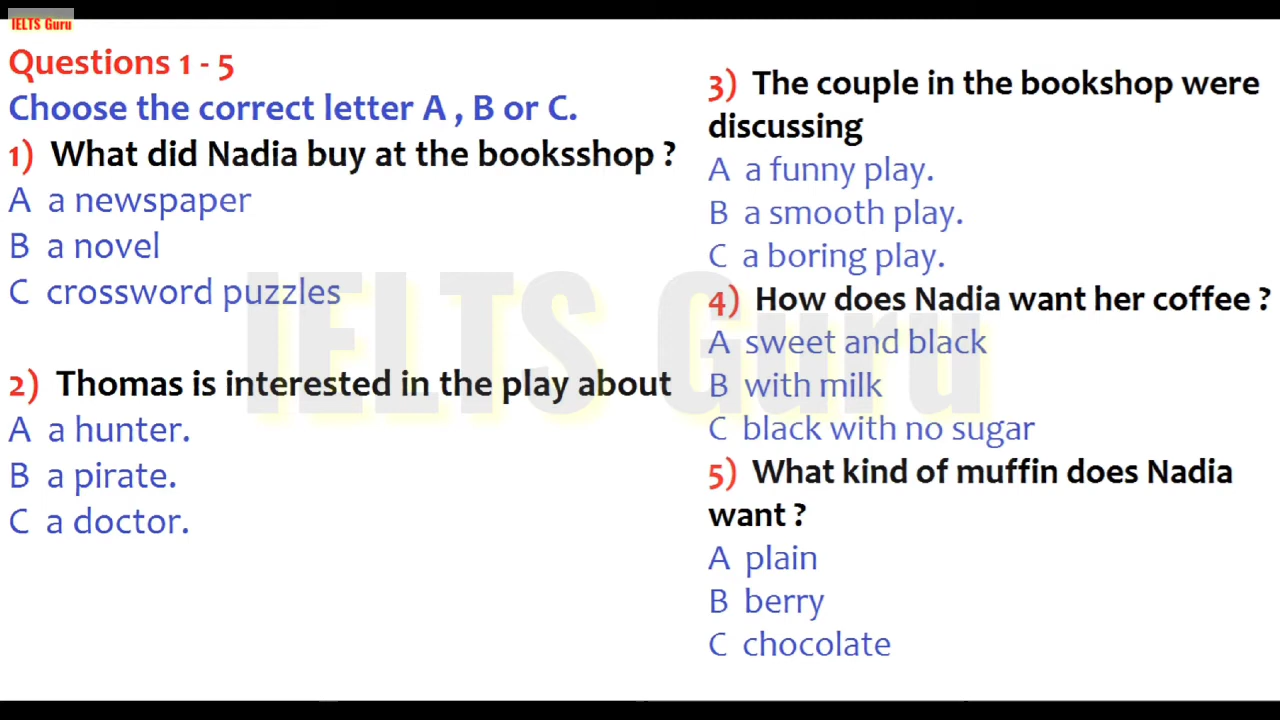 IELTS Guru
Questions 1 - 5
Choose the correct letter A , B or C.
1) What did Nadia buy at the booksshop ?
A a newspaper
B a novel
C crossword puzzles
2) Thomas is interested in the play about
A a hunter.
B a pirate.
C a doctor.
3) The couple in the bookshop were
discussing
A a funny play.
B a smooth play.
C a boring play.
4) How does Nadia want her coffee ?
A sweet and black
B with milk
C black with no sugar
5) What kind of muffin does Nadia
want ?
A plain
B berry
C chocolate
IELTS Guru